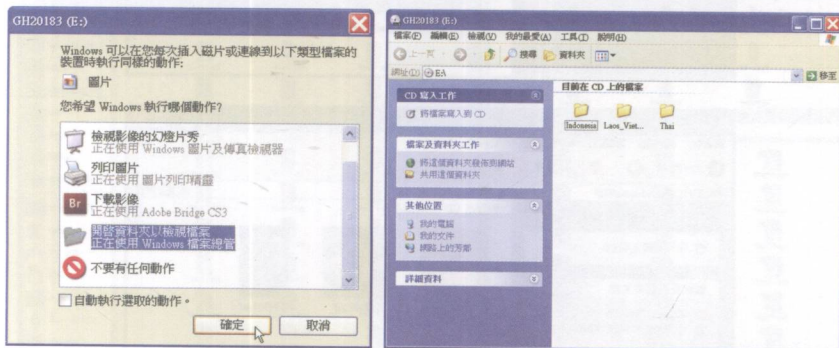 GH20183 (E:)
Windows 可以在您每次插入磁片或連線到以下類型檔案的
裝置時執行同樣的動作:
圖片
您希望 Windows 執行哪個動作?
檢視影像的幻燈片秀
正在使用 Windows 圖片及傳真檢視器
列印圖片
正在使用 圖片列印精靈
Br
下載影像
正在使用 Adobe Bridge CS3
開啟資料夾以檢視檔案
正在使用 Windows 檔案總管
不要有任何動作
自動執行選取的動作。
確定
取消
GH20183 (E:)
檔案(F) 編輯(E) 檢視(V) 我的最愛(A) 工具(T) 說明(H)
上一頁 搜尋 資料夾
網址(D) E:\ 移至
CD 寫入工作
將檔案寫入到 CD
檔案及資料夾工作
將這個資料夾發佈到網站
共用這個資料夾
其他位置
我的電腦
我的文件
網路上的芳鄰
詳細資料
目前在 CD 上的檔案
Indonesia Laos_Viet... Thai